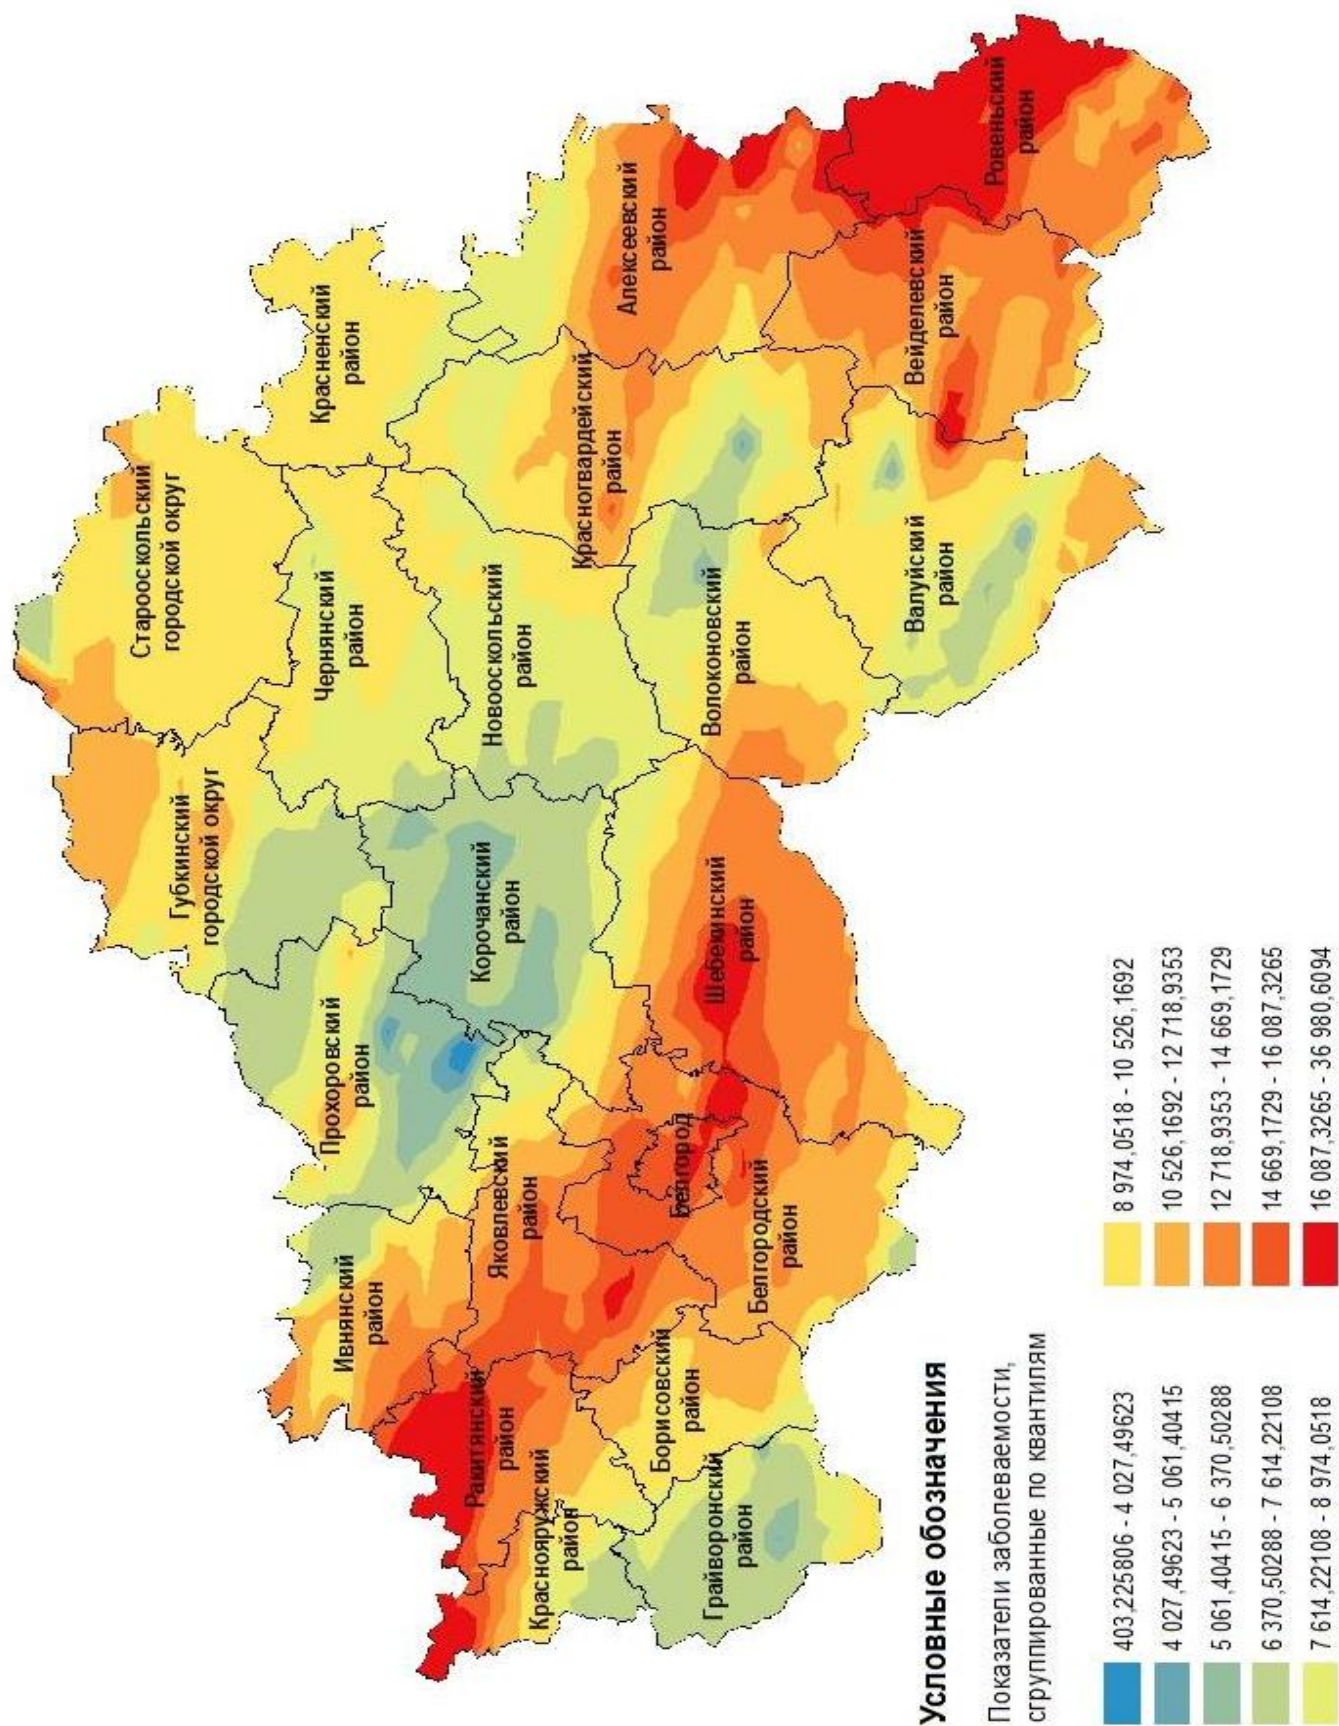 Старооскольский
городской округ
Губкинский
городской округ
Красненский
район
Чернянский
район
Прохоровский
район
Ивнянский
район
Корочанский
район
Новооскольский
район
Яковлевский
район
Ракитянский
район
Краснояружский
район
Красногвардейский
район
Алексеевский
район
Белгород
Борисовский
район
Грайворонский
район
Шебекинский
район
Волоконовский
район
Белгородский
район
Валуйский
район
Вейделевский
район
Ровеньский
район
Условные обозначения
Показатели заболеваемости,
сгруппированные по квантилям
403,225806 - 4 027,49623
4 027,49623 - 5 061,40415
5 061,40415 - 6 370,50288
6 370,50288 - 7 614,22108
7 614,22108 - 8 974,0518
8 974,0518 - 10 526,1692
10 526,1692 - 12 718,9353
12 718,9353 - 14 669,1729
14 669,1729 - 16 087,3265
16 087,3265 - 36 980,6094